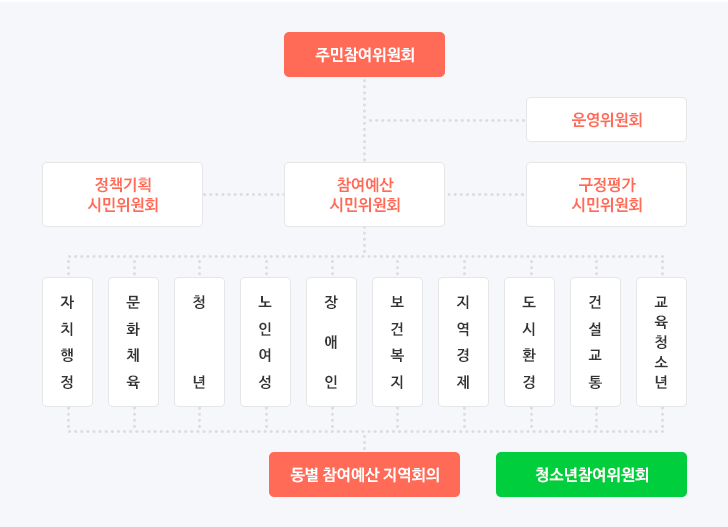 주민참여위원회
운영위원회
정책기획
시민위원회
참여예산
시민위원회
구정평가
시민위원회
자치행정
문화체육
청년
노인여성
장애인
보건복지
지역경제
도시환경
건설교통
교육청소년
동별 참여예산 지역회의
청소년참여위원회